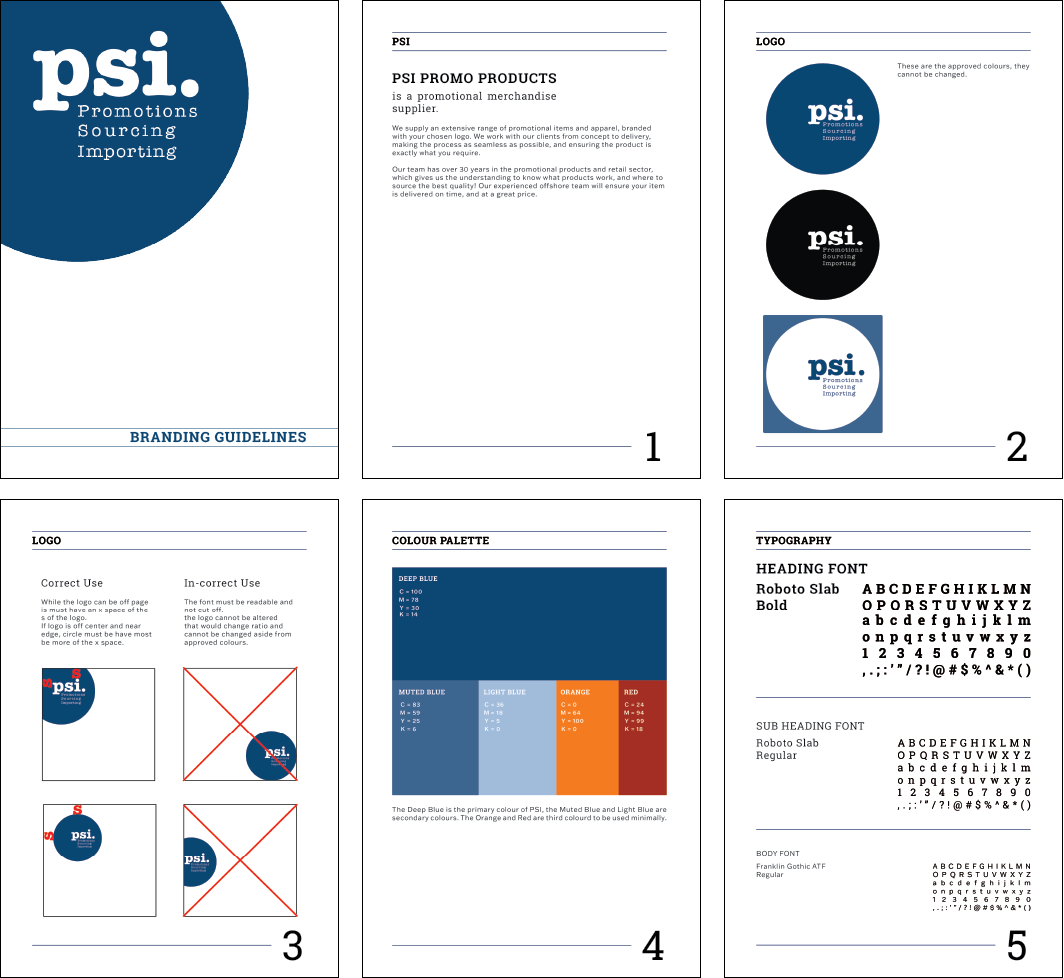 psi.
Promotions
Sourcing
Importing
BRANDING GUIDELINES
PSI
PSI PROMO PRODUCTS
is a promotional merchandise
supplier.
We supply an extensive range of promotional items and apparel, branded
with your chosen logo. We work with our clients from concept to delivery,
making the process as seamless as possible, and ensuring the product is
exactly what you require.
Our team has over 30 years in the promotional products and retail sector,
which gives us the understanding to know what products work, and where to
source the best quality! Our experienced offshore team will ensure your item
is delivered on time, and at a great price.
1
LOGO
These are the approved colours, they
cannot be changed.
psi.
Promotions
Sourcing
Importing
psi.
Promotions
Sourcing
Importing
psi.
Promotions
Sourcing
Importing
2
LOGO
Correct Use
While the logo can be off page
is must have an x space of the
s of the logo.
If logo is off center and near
edge, circle must be have most
be more of the x space.
In-correct Use
The font must be readable and
not cut off.
the logo cannot be altered
that would change ratio and
cannot be changed aside from
approved colours.
s
s
psi.
Promotions
Sourcing
Importing
psi.
Promotions
Sourcing
Importing
s
s
psi.
Promotions
Sourcing
Importing
psi.
Promotions
Sourcing
Importing
3
COLOUR PALETTE
DEEP BLUE
C = 100
M = 78
Y = 30
K = 14
MUTED BLUE
C = 83
M = 59
Y = 25
K = 6
LIGHT BLUE
C = 36
M = 18
Y = 5
K = 0
ORANGE
C = 0
M = 64
Y = 100
K = 0
RED
C = 24
M = 94
Y = 99
K = 18
The Deep Blue is the primary colour of PSI, the Muted Blue and Light Blue are
secondary colours. The Orange and Red are third colourd to be used minimally.
4
TYPOGRAPHY
HEADING FONT
Roboto Slab
Bold
A B C D E F G H I J K L M N
O P Q R S T U V W X Y Z
a b c d e f g h i j k l m
n o p q r s t u v w x y z
1 2 3 4 5 6 7 8 9 0
, . ; : ' " / ? ! @ # $ % ^ & * ( )
SUB HEADING FONT
Roboto Slab
Regular
A B C D E F G H I J K L M N
O P Q R S T U V W X Y Z
a b c d e f g h i j k l m
n o p q r s t u v w x y z
1 2 3 4 5 6 7 8 9 0
, . ; : ' " / ? ! @ # $ % ^ & * ( )
BODY FONT
Franklin Gothic ATF
Regular
A B C D E F G H I J K L M N
O P Q R S T U V W X Y Z
a b c d e f g h i j k l m
n o p q r s t u v w x y z
1 2 3 4 5 6 7 8 9 0
, . ; : ' " / ? ! @ # $ % ^ & * ( )
5